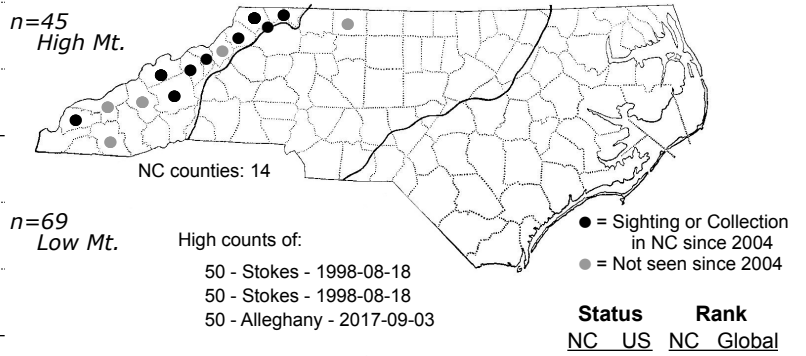 n=45
High Mt.
NC counties: 14
n=69
Low Mt.
High counts of:
50 - Stokes - 1998-08-18
50 - Stokes - 1998-08-18
50 - Alleghany - 2017-09-03
= Sighting or Collection
in NC since 2004
= Not seen since 2004
Status Rank
NC US NC Global